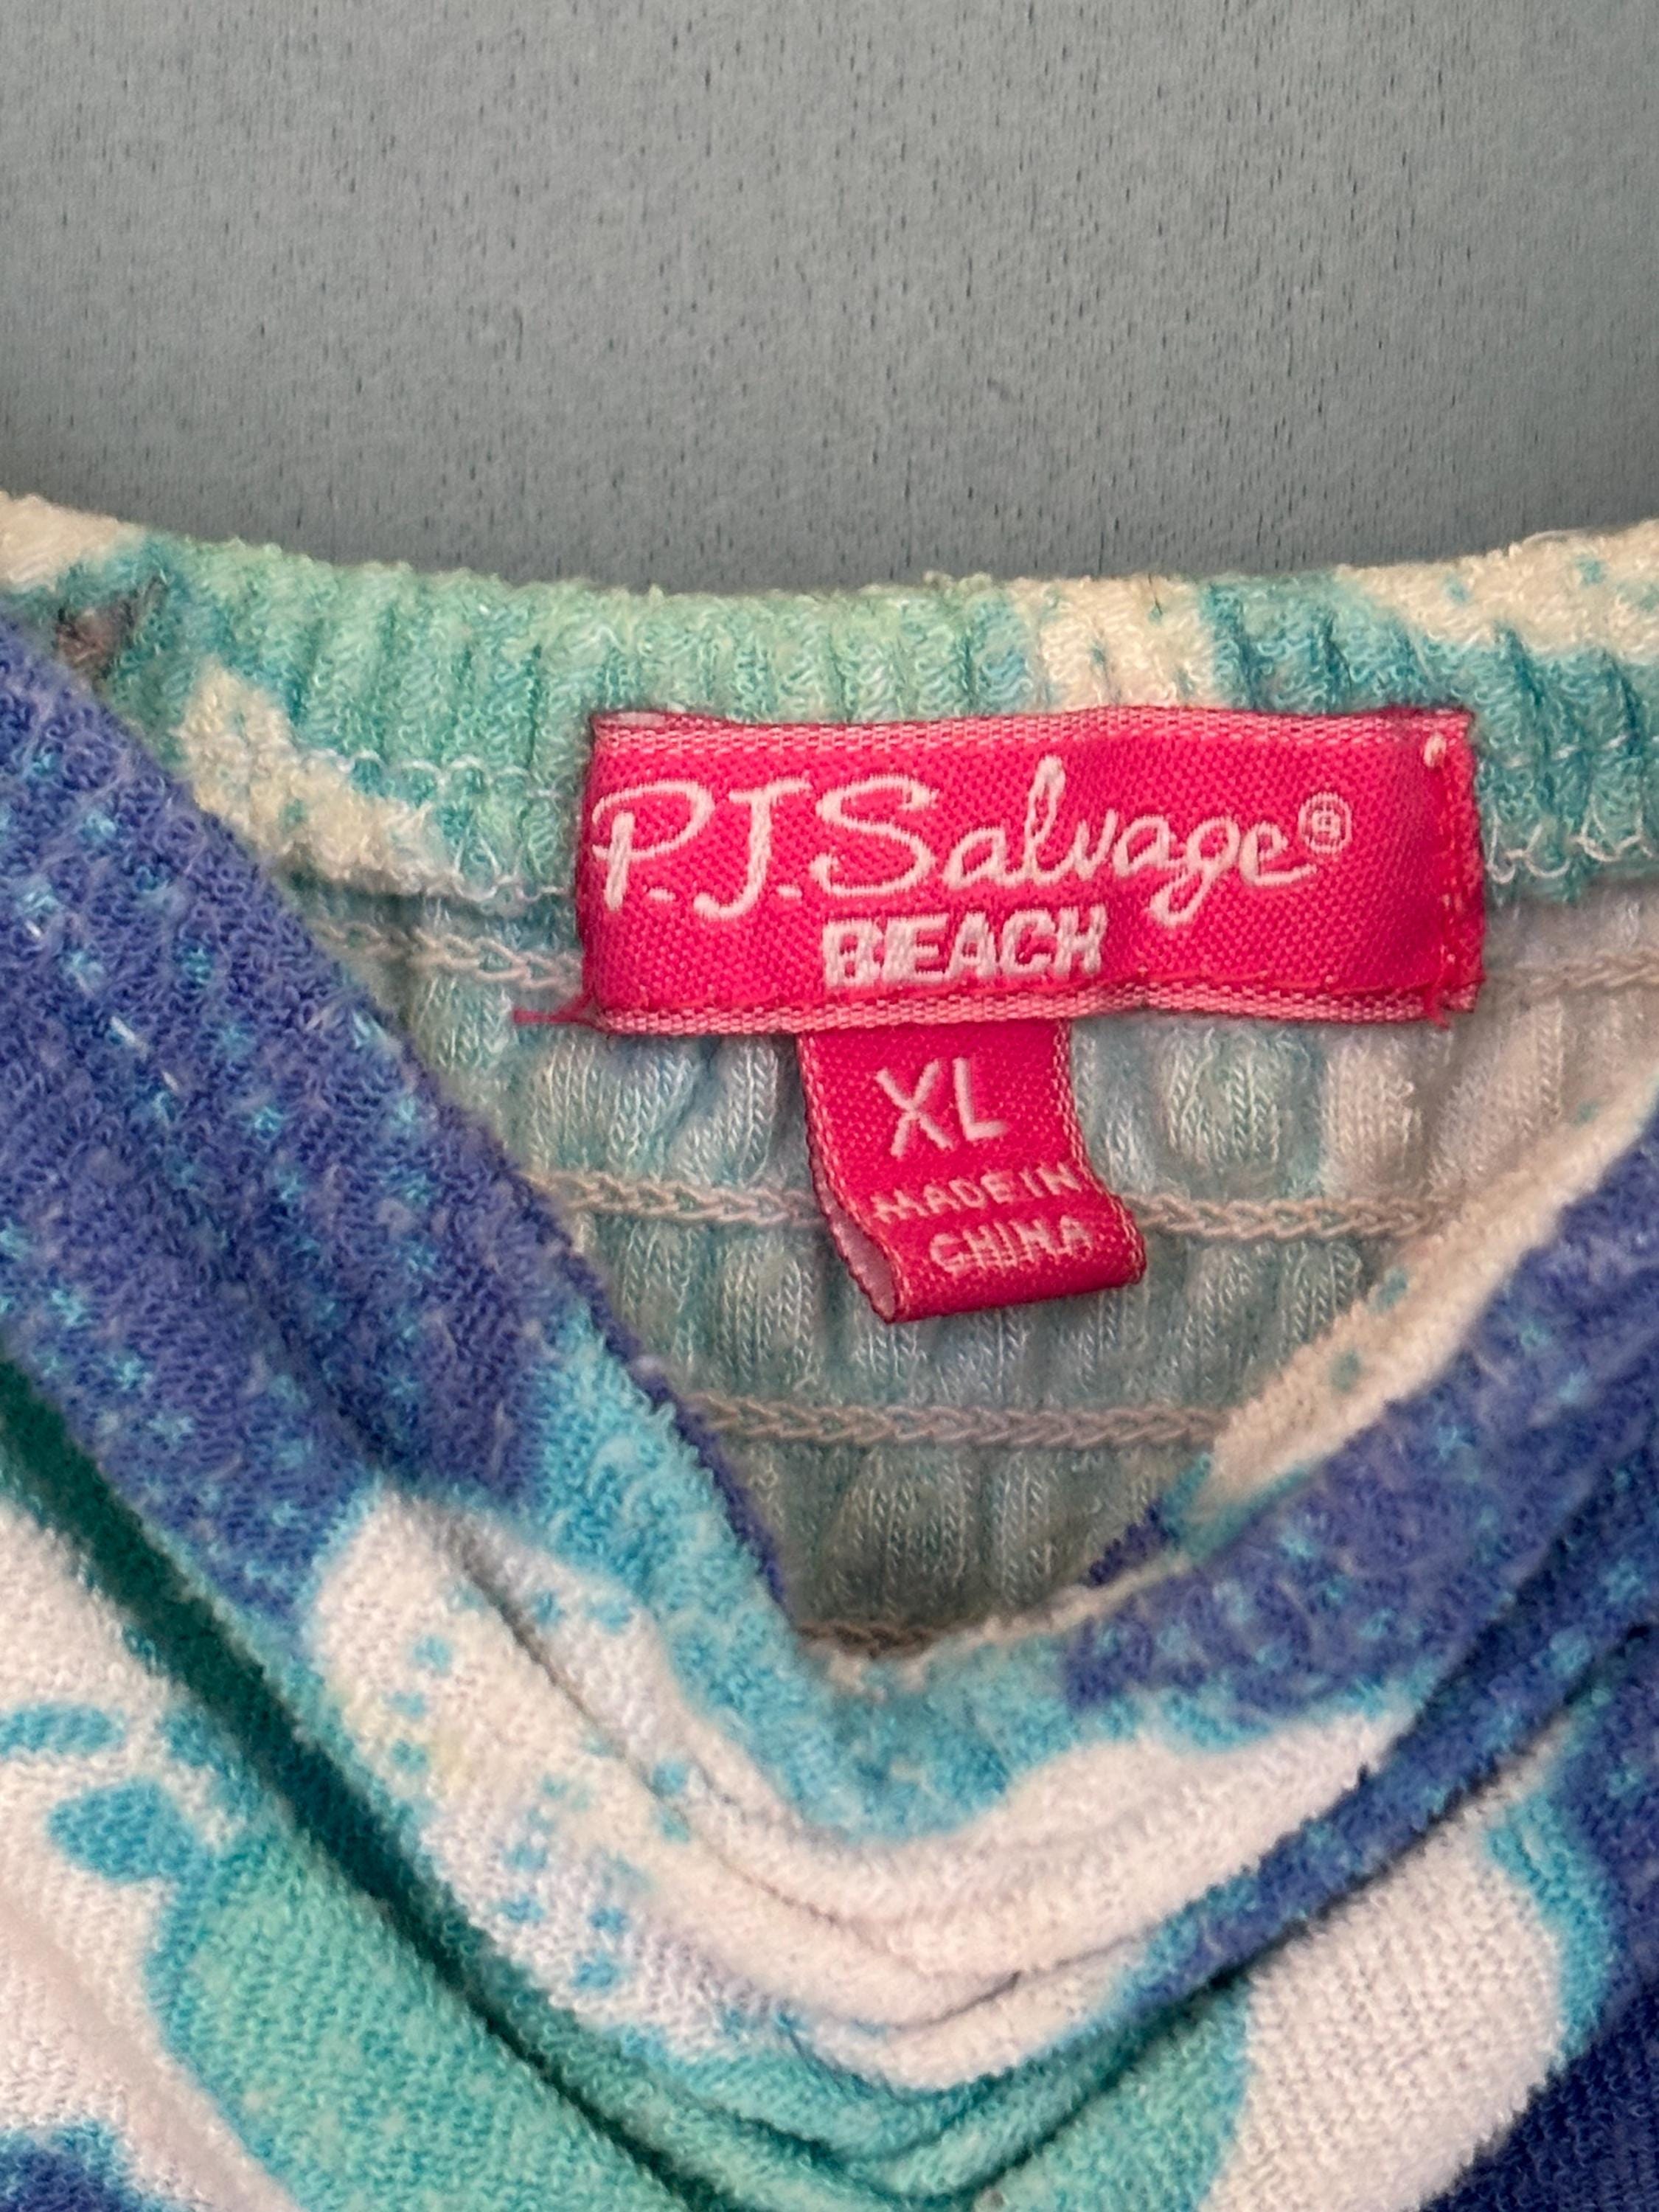 P.J. Salvage®
BEACH
XL
MADE IN
CHINA